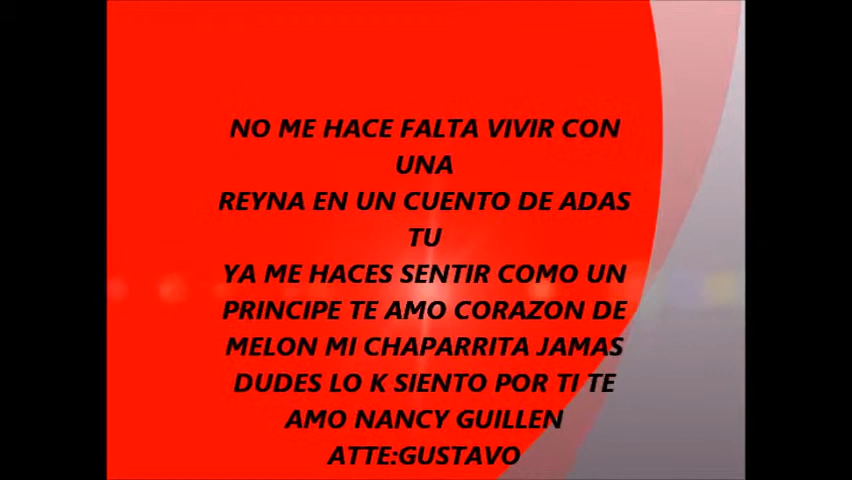 NO ME HACE FALTA VIVIR CON
UNA
REYNA EN UN CUENTO DE ADAS
TU
YA ME HACES SENTIR COMO UN
PRINCIPE TE AMO CORAZON DE
MELON MI CHAPARRITA JAMAS
DUDES LO K SIENTO POR TI TE
AMO NANCY GUILLEN
ATTE:GUSTAVO